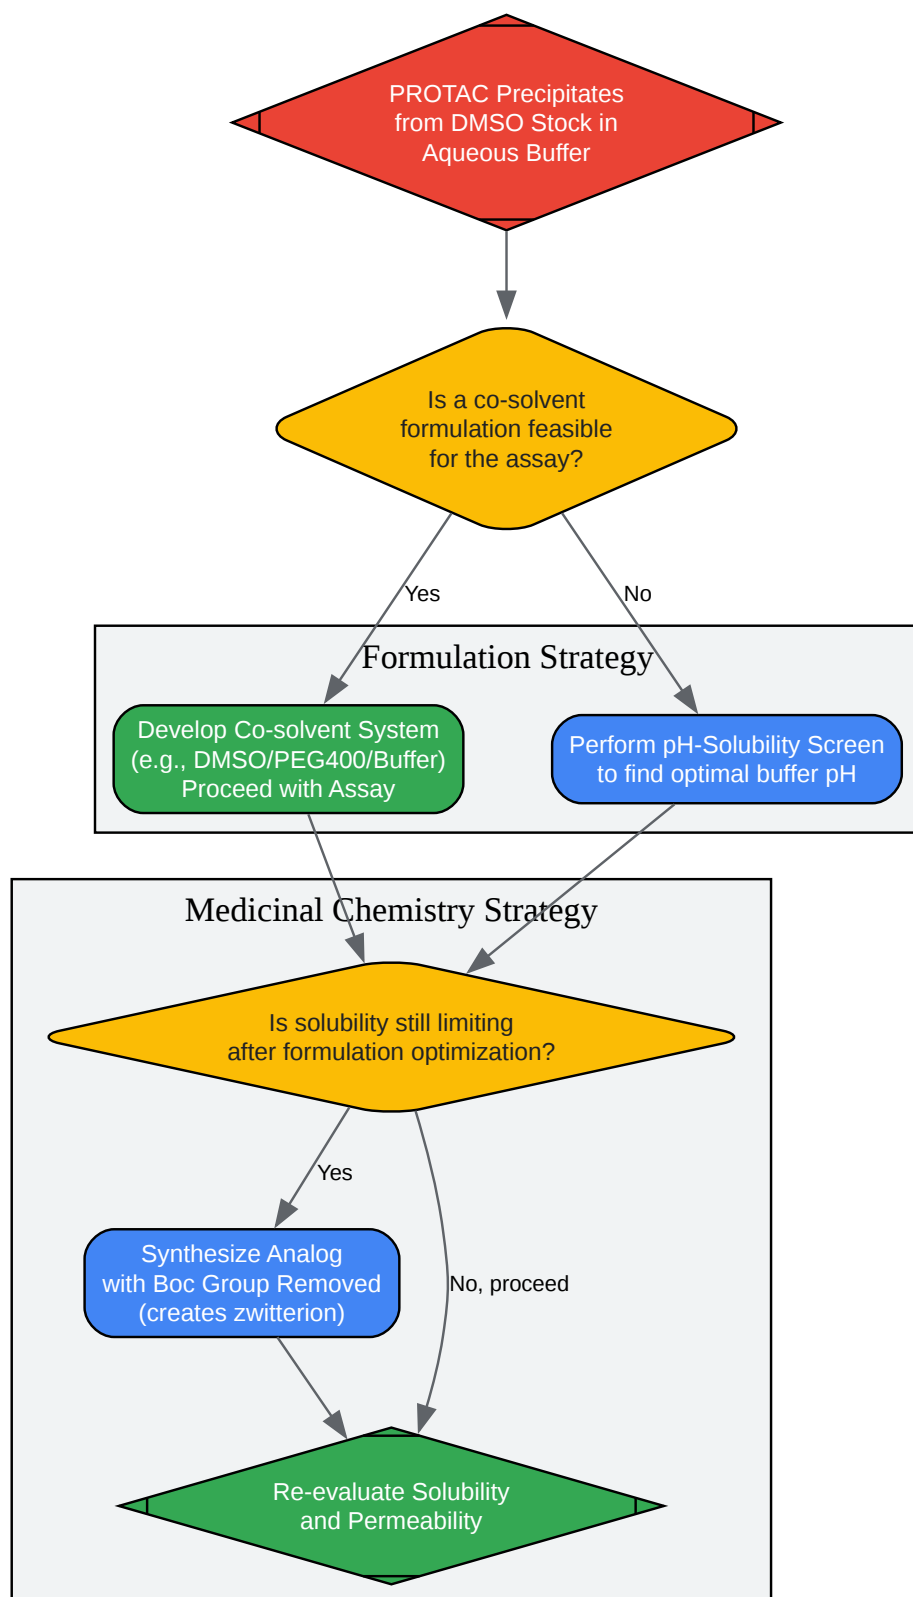 PROTAC Precipitates
from DMSO Stock in
Aqueous Buffer
Is a co-solvent
formulation feasible
for the assay?
Yes
No
Formulation Strategy
Develop Co-solvent System
(e.g., DMSO/PEG400/Buffer)
Proceed with Assay
Perform pH-Solubility Screen
to find optimal buffer pH
Medicinal Chemistry Strategy
Is solubility still limiting
after formulation optimization?
Yes
Synthesize Analog
with Boc Group Removed
(creates zwitterion)
No, proceed
Re-evaluate Solubility
and Permeability